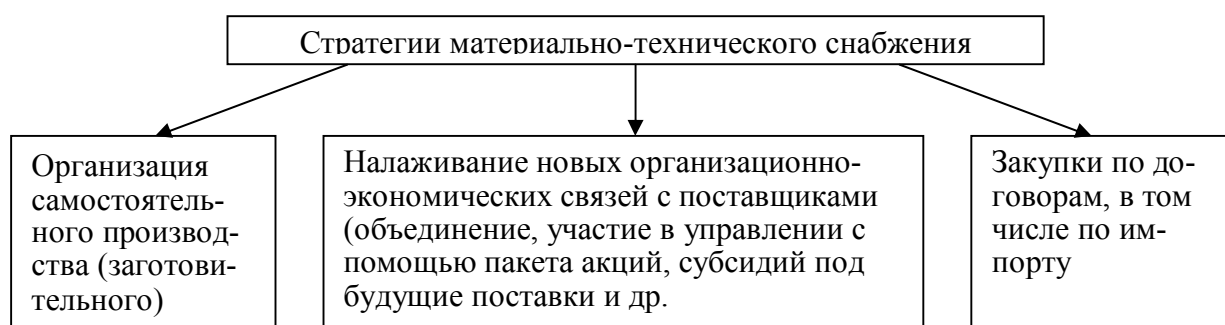 Стратегии материально-технического снабжения
Организация
самостоятель-
ного производ-
ства (заготови-
тельного)
Налаживание новых организационно-
экономических связей с поставщиками
(объединение, участие в управлении с
помощью пакета акций, субсидий под
будущие поставки и др.
Закупки по до-
говорам, в том
числе по им-
порту